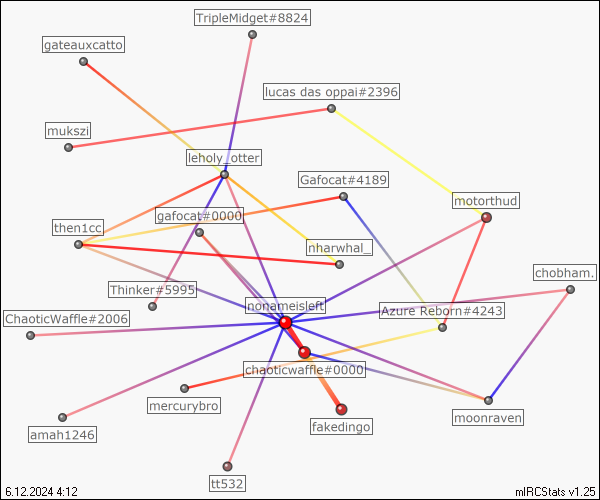 TripleMidget#8824
gateauxcatto
lucas das oppai#2396
mukszi
leholy_otter
Gafocat#4189
motorthud
gafocat#0000
then1cc
nharwhal_
chobham.
Thinker#5995
nonameisleft
ChaoticWaffle#2006
Azure Reborn#4243
chaoticwaffle#0000
mercurybro
moonraven
amah1246
fakedingo
tt532
6.12.2024 4:12
mIRCStats v1.25